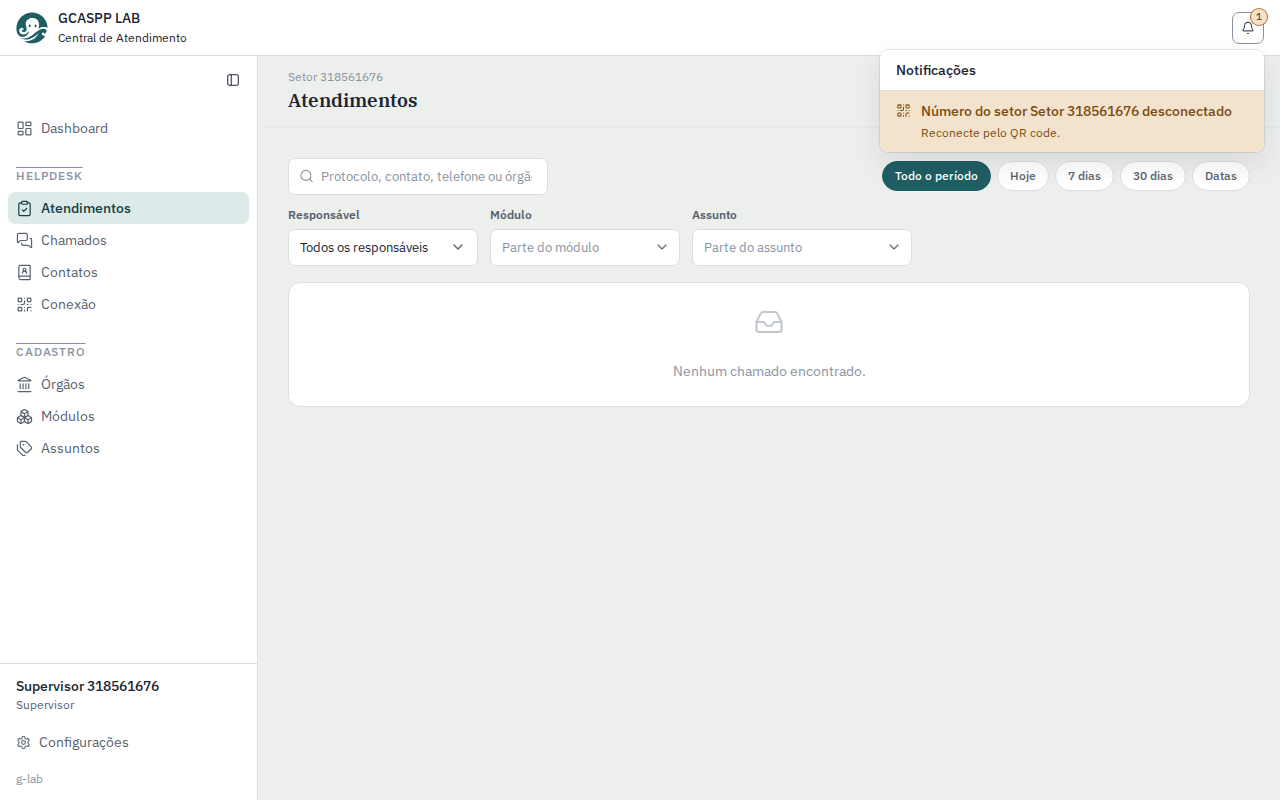 GCASPP LAB
Central de Atendimento
1
Notificações
Número do setor Setor 318561676 desconectado
Reconecte pelo QR code.
Dashboard
HELPDESK
Atendimentos
Chamados
Contatos
Conexão
CADASTRO
Órgãos
Módulos
Assuntos
Supervisor 318561676
Supervisor
Configurações
g-lab
Setor 318561676
Atendimentos
Protocolo, contato, telefone ou órgã
Todo o período
Hoje
7 dias
30 dias
Datas
Responsável
Módulo
Assunto
Todos os responsáveis
Parte do módulo
Parte do assunto
Nenhum chamado encontrado.